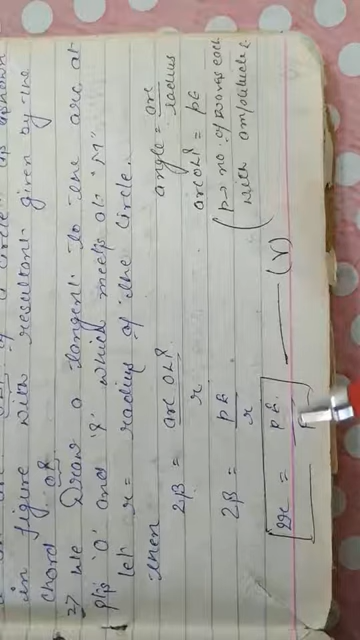 in figure with resultant given by the
chord OR
2) we Draw a tangent to the arc at
pts 'O' and 'R' which meets at "M"
Let r = radius of the circle.
then
2β = arc OLR / r
angle = arc / radius
arc OLR = pE
2β = pE / r
(p → no. of waves each
with amplitude E
2r = pE
(V)